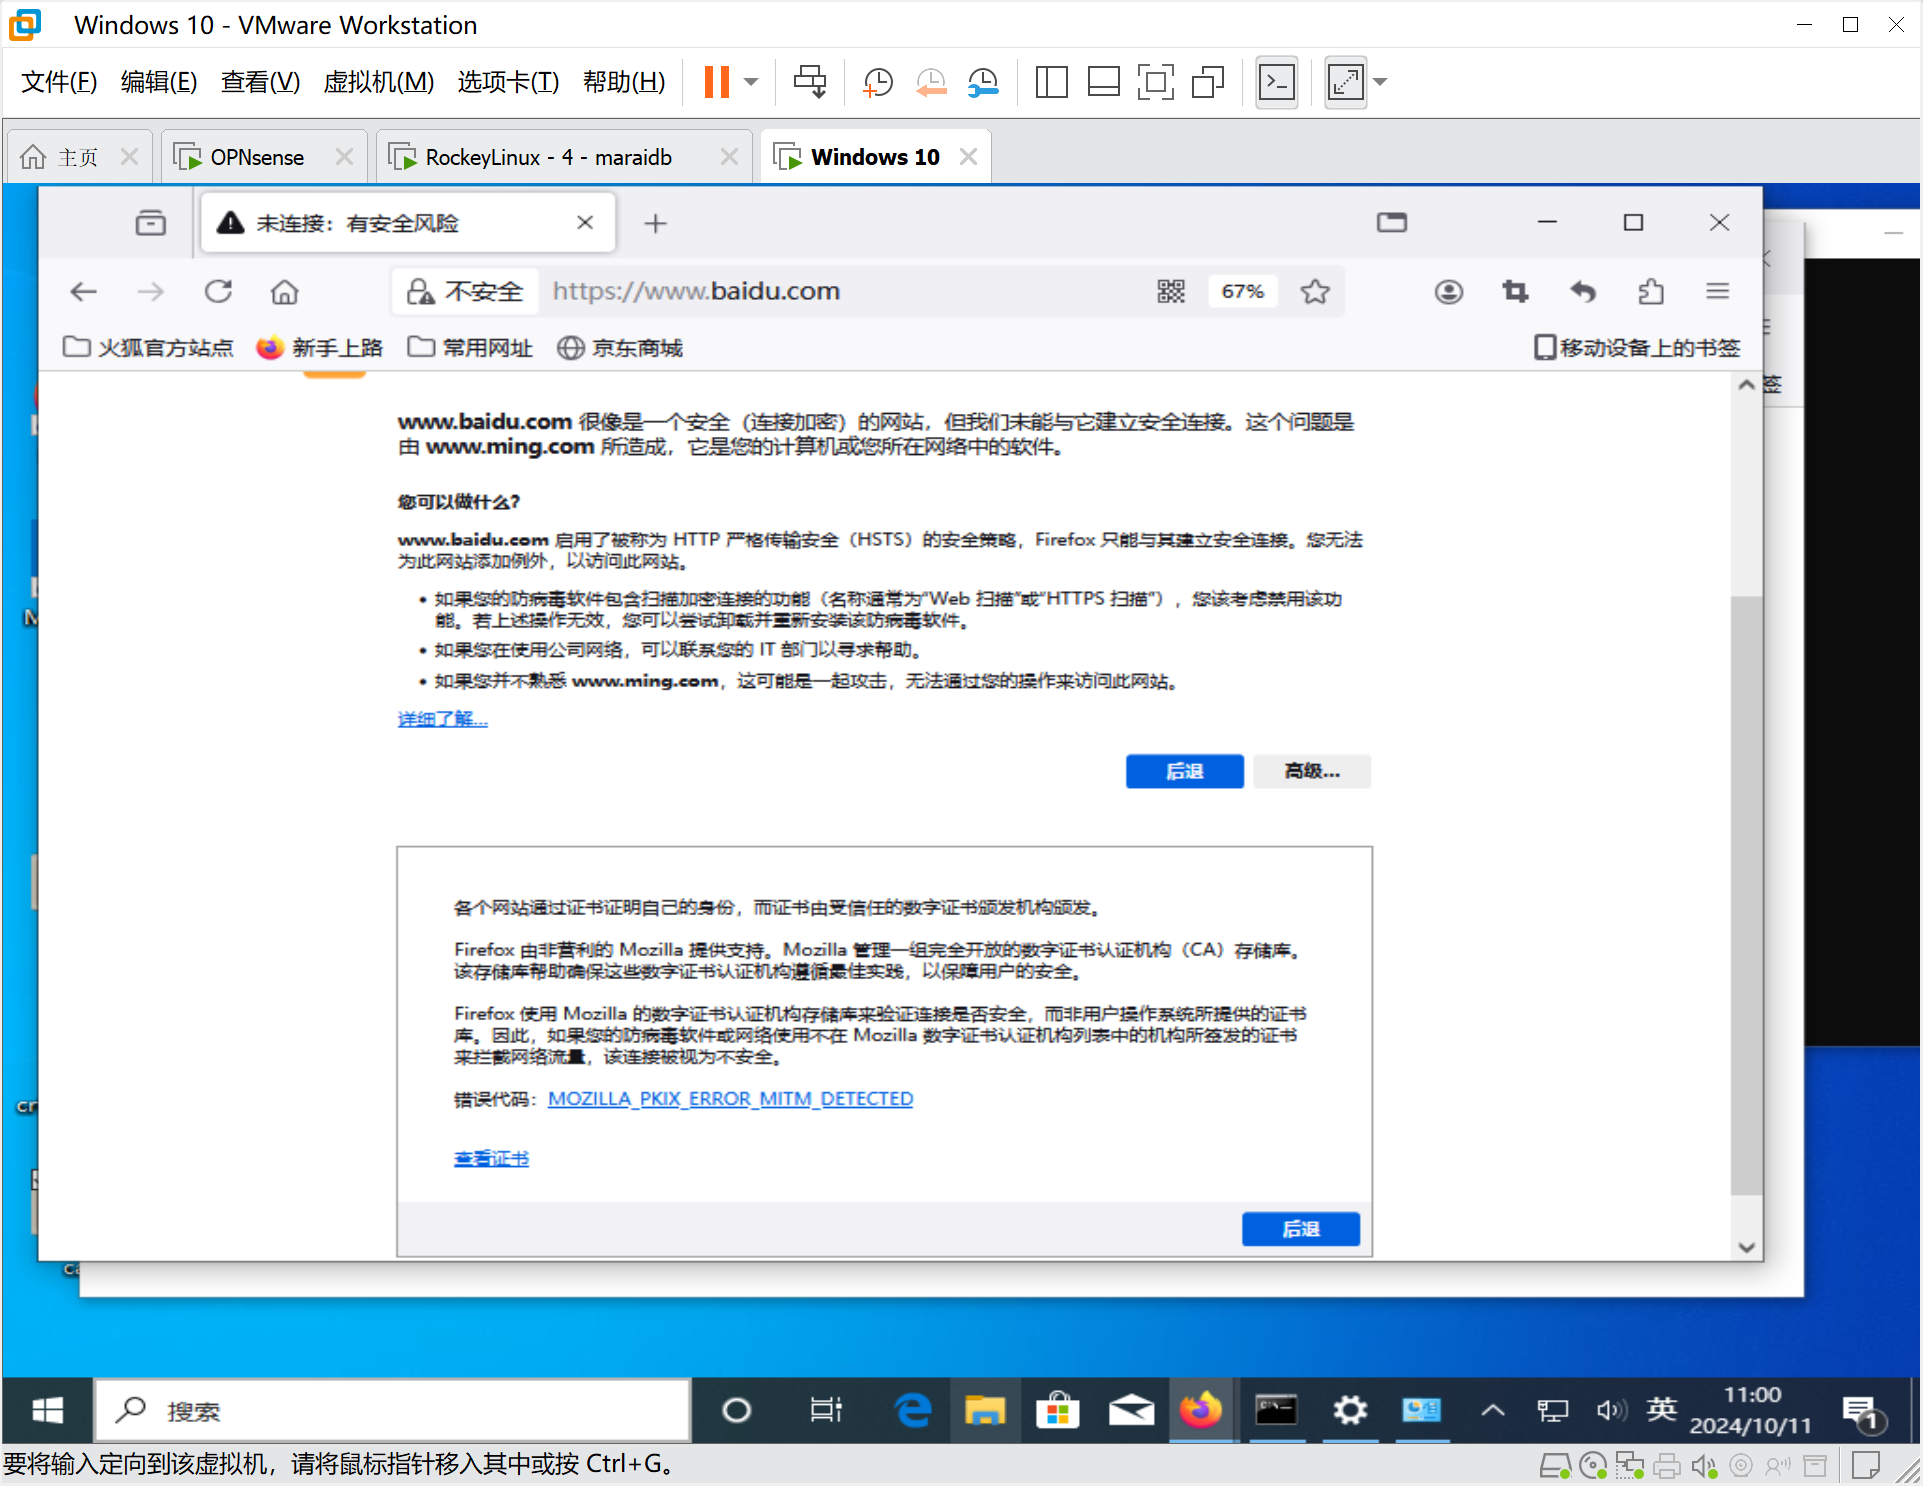 Windows 10 - VMware Workstation
文件(F) 编辑(E) 查看(V) 虚拟机(M) 选项卡(T) 帮助(H)
主页 OPNsense RockeyLinux - 4 - maraidb Windows 10
未连接：有安全风险
不安全 https://www.baidu.com 67%
火狐官方站点 新手上路 常用网址 京东商城 移动设备上的书签
签
www.baidu.com 很像是一个安全（连接加密）的网站，但我们未能与它建立安全连接。这个问题是
由 www.ming.com 所造成，它是您的计算机或您所在网络中的软件。
您可以做什么？
www.baidu.com 启用了被称为 HTTP 严格传输安全（HSTS）的安全策略，Firefox 只能与其建立安全连接。您无法
为此网站添加例外，以访问此网站。
• 如果您的防病毒软件包含扫描加密连接的功能（名称通常为“Web 扫描”或“HTTPS 扫描”），您该考虑禁用该功
能。若上述操作无效，您可以尝试卸载并重新安装该防病毒软件。
• 如果您在使用公司网络，可以联系您的 IT 部门以寻求帮助。
• 如果您并不熟悉 www.ming.com，这可能是一起攻击，无法通过您的操作来访问此网站。
详细了解...
后退 高级...
各个网站通过证书证明自己的身份，而证书由受信任的数字证书颁发机构颁发。
Firefox 由非营利的 Mozilla 提供支持。Mozilla 管理一组完全开放的数字证书认证机构（CA）存储库。
该存储库帮助确保这些数字证书认证机构遵循最佳实践，以保障用户的安全。
Firefox 使用 Mozilla 的数字证书认证机构存储库来验证连接是否安全，而非用户操作系统所提供的证书
库。因此，如果您的防病毒软件或网络使用不在 Mozilla 数字证书认证机构列表中的机构所签发的证书
来拦截网络流量，该连接被视为不安全。
错误代码：MOZILLA_PKIX_ERROR_MITM_DETECTED
查看证书
后退
搜索
英
11:00
2024/10/11
1
要将输入定向到该虚拟机，请将鼠标指针移入其中或按 Ctrl+G。